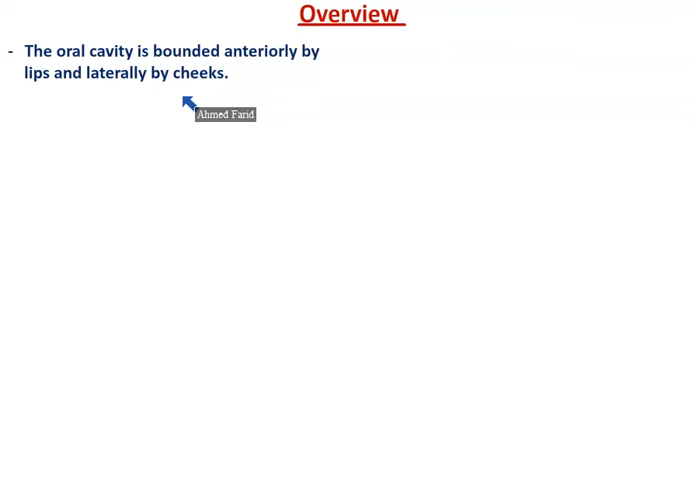 Overview
- The oral cavity is bounded anteriorly by
lips and laterally by cheeks.
Ahmed Farid